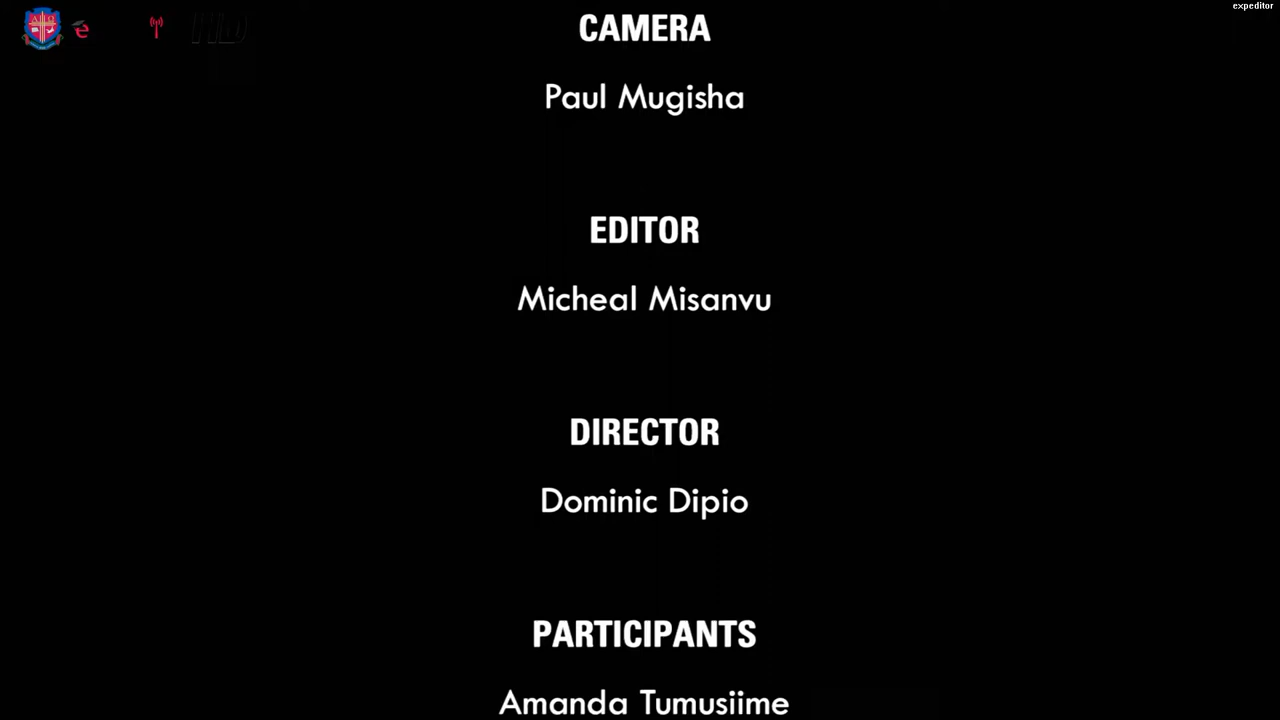 expeditor
CAMERA
Paul Mugisha
EDITOR
Micheal Misanvu
DIRECTOR
Dominic Dipio
PARTICIPANTS
Amanda Tumusiime